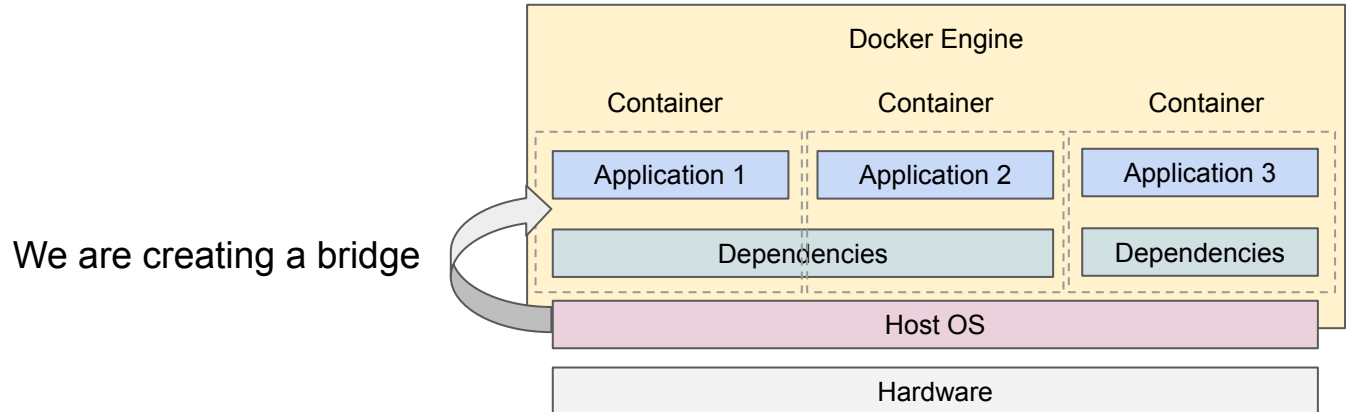 Docker Engine
Container
Container
Container
Application 1
Application 2
Application 3
We are creating a bridge
Dependencies
Dependencies
Host OS
Hardware